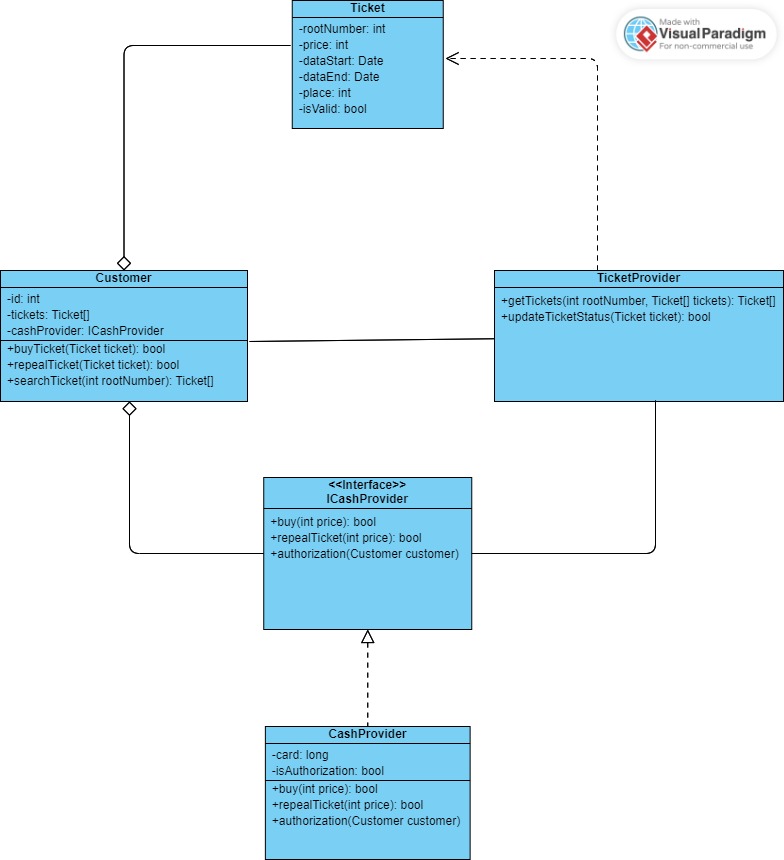 Ticket
-rootNumber: int
-price: int
-dataStart: Date
-dataEnd: Date
-place: int
-isValid: bool
Made with
VisualParadigm
For non-commercial use
Customer
-id: int
-tickets: Ticket[]
-cashProvider: ICashProvider
+buyTicket(Ticket ticket): bool
+repealTicket(Ticket ticket): bool
+searchTicket(int rootNumber): Ticket[]
TicketProvider
+getTickets(int rootNumber, Ticket[] tickets): Ticket[]
+updateTicketStatus(Ticket ticket): bool
<<Interface>>
ICashProvider
+buy(int price): bool
+repealTicket(int price): bool
+authorization(Customer customer)
CashProvider
-card: long
-isAuthorization: bool
+buy(int price): bool
+repealTicket(int price): bool
+authorization(Customer customer)